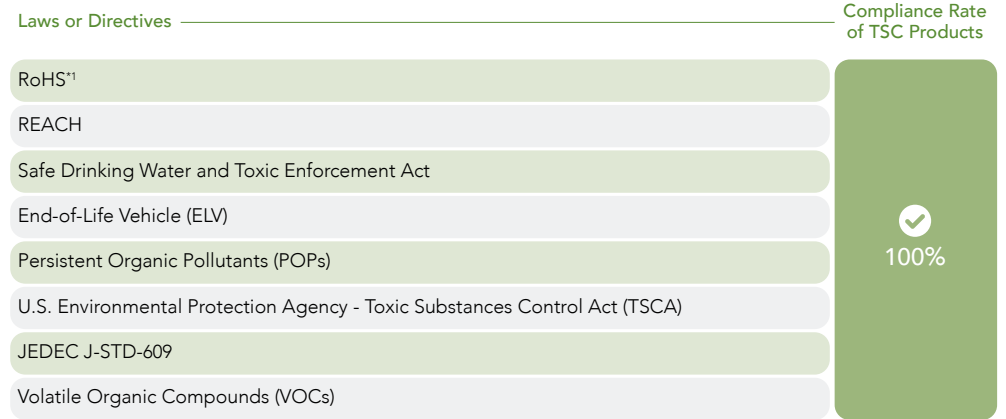 Laws or Directives
Compliance Rate
of TSC Products
RoHS*1
REACH
Safe Drinking Water and Toxic Enforcement Act
End-of-Life Vehicle (ELV)
Persistent Organic Pollutants (POPs)
U.S. Environmental Protection Agency - Toxic Substances Control Act (TSCA)
JEDEC J-STD-609
Volatile Organic Compounds (VOCs)
100%